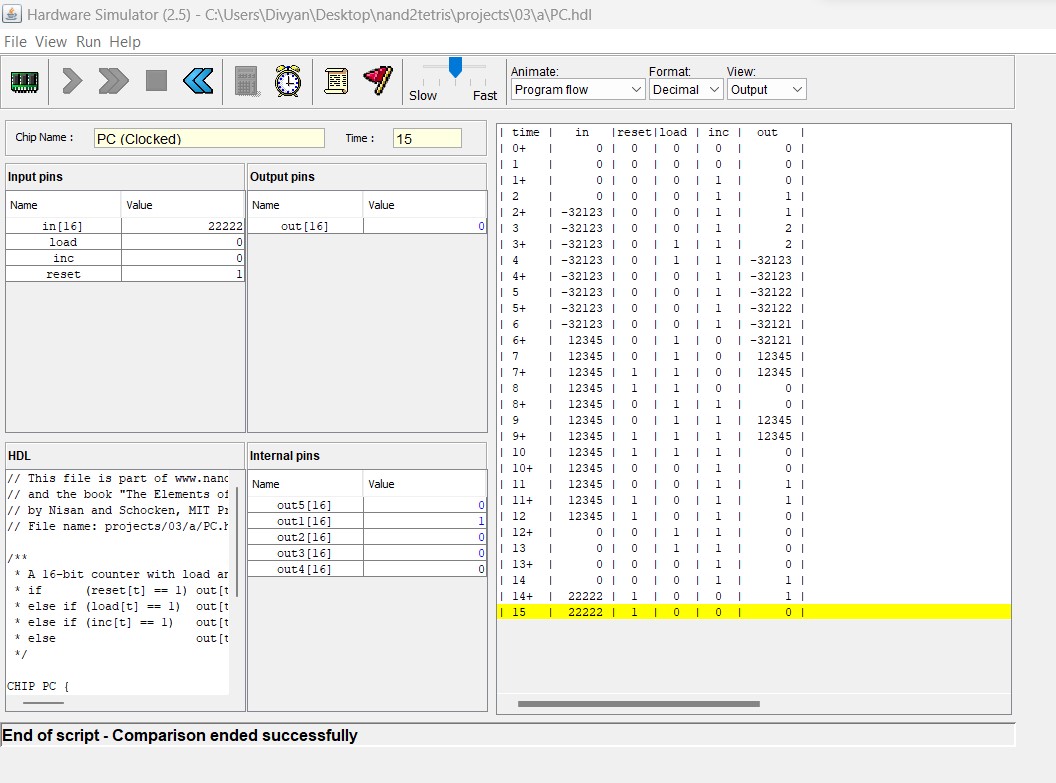 Hardware Simulator (2.5) - C:\Users\Divyan\Desktop\nand2tetris\projects\03\a\PC.hdl
File View Run Help
Slow Fast
Animate: Format: View:
Program flow Decimal Output
Chip Name : PC (Clocked) Time : 15
Input pins
Name Value
in[16] 22222
load 0
inc 0
reset 1
Output pins
Name Value
out[16] 0
HDL
// This file is part of www.nand
// and the book "The Elements of
// by Nisan and Schocken, MIT Pr
// File name: projects/03/a/PC.h
/**
* A 16-bit counter with load an
* if (reset[t] == 1) out[t
* else if (load[t] == 1) out[t
* else if (inc[t] == 1) out[t
* else out[t
*/
CHIP PC {
Internal pins
Name Value
out5[16] 0
out1[16] 1
out2[16] 0
out3[16] 0
out4[16] 0
| time | in |reset|load | inc | out |
| 0+ | 0 | 0 | 0 | 0 | 0 |
| 1 | 0 | 0 | 0 | 0 | 0 |
| 1+ | 0 | 0 | 0 | 1 | 0 |
| 2 | 0 | 0 | 0 | 1 | 1 |
| 2+ | -32123 | 0 | 0 | 1 | 1 |
| 3 | -32123 | 0 | 0 | 1 | 2 |
| 3+ | -32123 | 0 | 1 | 1 | 2 |
| 4 | -32123 | 0 | 1 | 1 | -32123 |
| 4+ | -32123 | 0 | 0 | 1 | -32123 |
| 5 | -32123 | 0 | 0 | 1 | -32122 |
| 5+ | -32123 | 0 | 0 | 1 | -32122 |
| 6 | -32123 | 0 | 0 | 1 | -32121 |
| 6+ | 12345 | 0 | 1 | 0 | -32121 |
| 7 | 12345 | 0 | 1 | 0 | 12345 |
| 7+ | 12345 | 1 | 1 | 0 | 12345 |
| 8 | 12345 | 1 | 1 | 0 | 0 |
| 8+ | 12345 | 0 | 1 | 1 | 0 |
| 9 | 12345 | 0 | 1 | 1 | 12345 |
| 9+ | 12345 | 1 | 1 | 1 | 12345 |
| 10 | 12345 | 1 | 1 | 1 | 0 |
| 10+ | 12345 | 0 | 0 | 1 | 0 |
| 11 | 12345 | 0 | 0 | 1 | 1 |
| 11+ | 12345 | 1 | 0 | 1 | 1 |
| 12 | 12345 | 1 | 0 | 1 | 0 |
| 12+ | 0 | 0 | 1 | 1 | 0 |
| 13 | 0 | 0 | 1 | 1 | 0 |
| 13+ | 0 | 0 | 0 | 1 | 0 |
| 14 | 0 | 0 | 0 | 1 | 1 |
| 14+ | 22222 | 1 | 0 | 0 | 1 |
| 15 | 22222 | 1 | 0 | 0 | 0 |
End of script - Comparison ended successfully